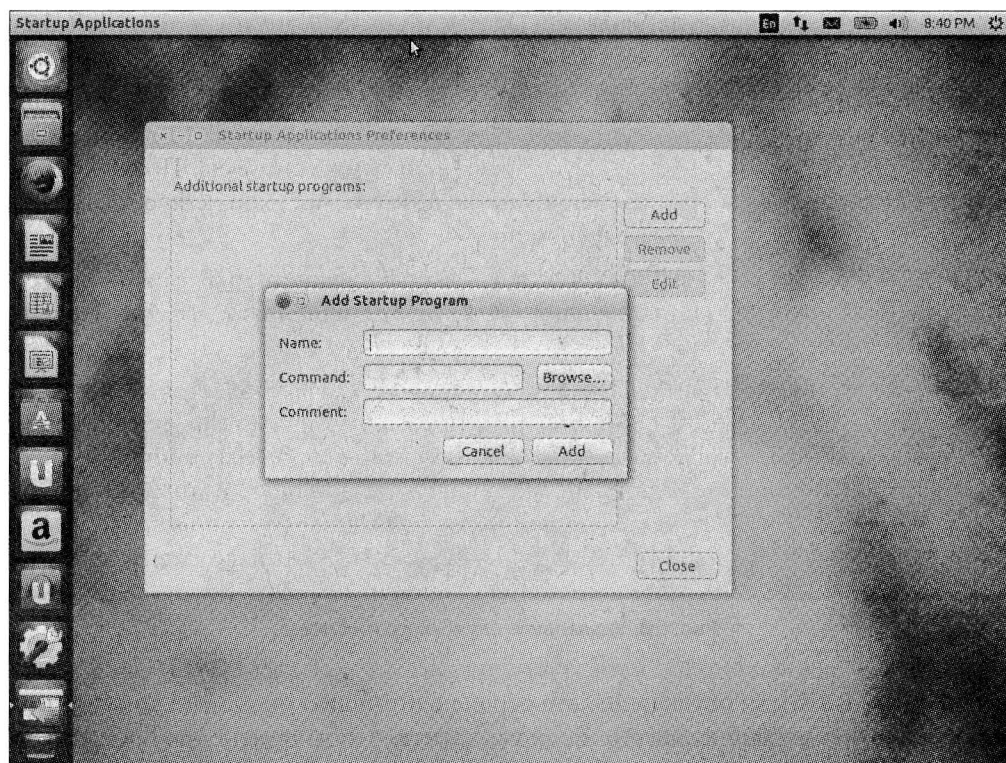 Startup Applications
En
8:40 PM
Startup Applications Preferences
Additional startup programs:
Add
Remove
Edit
Add Startup Program
Name:
Command:
Browse...
Comment:
Cancel
Add
A
u
a
u
Close